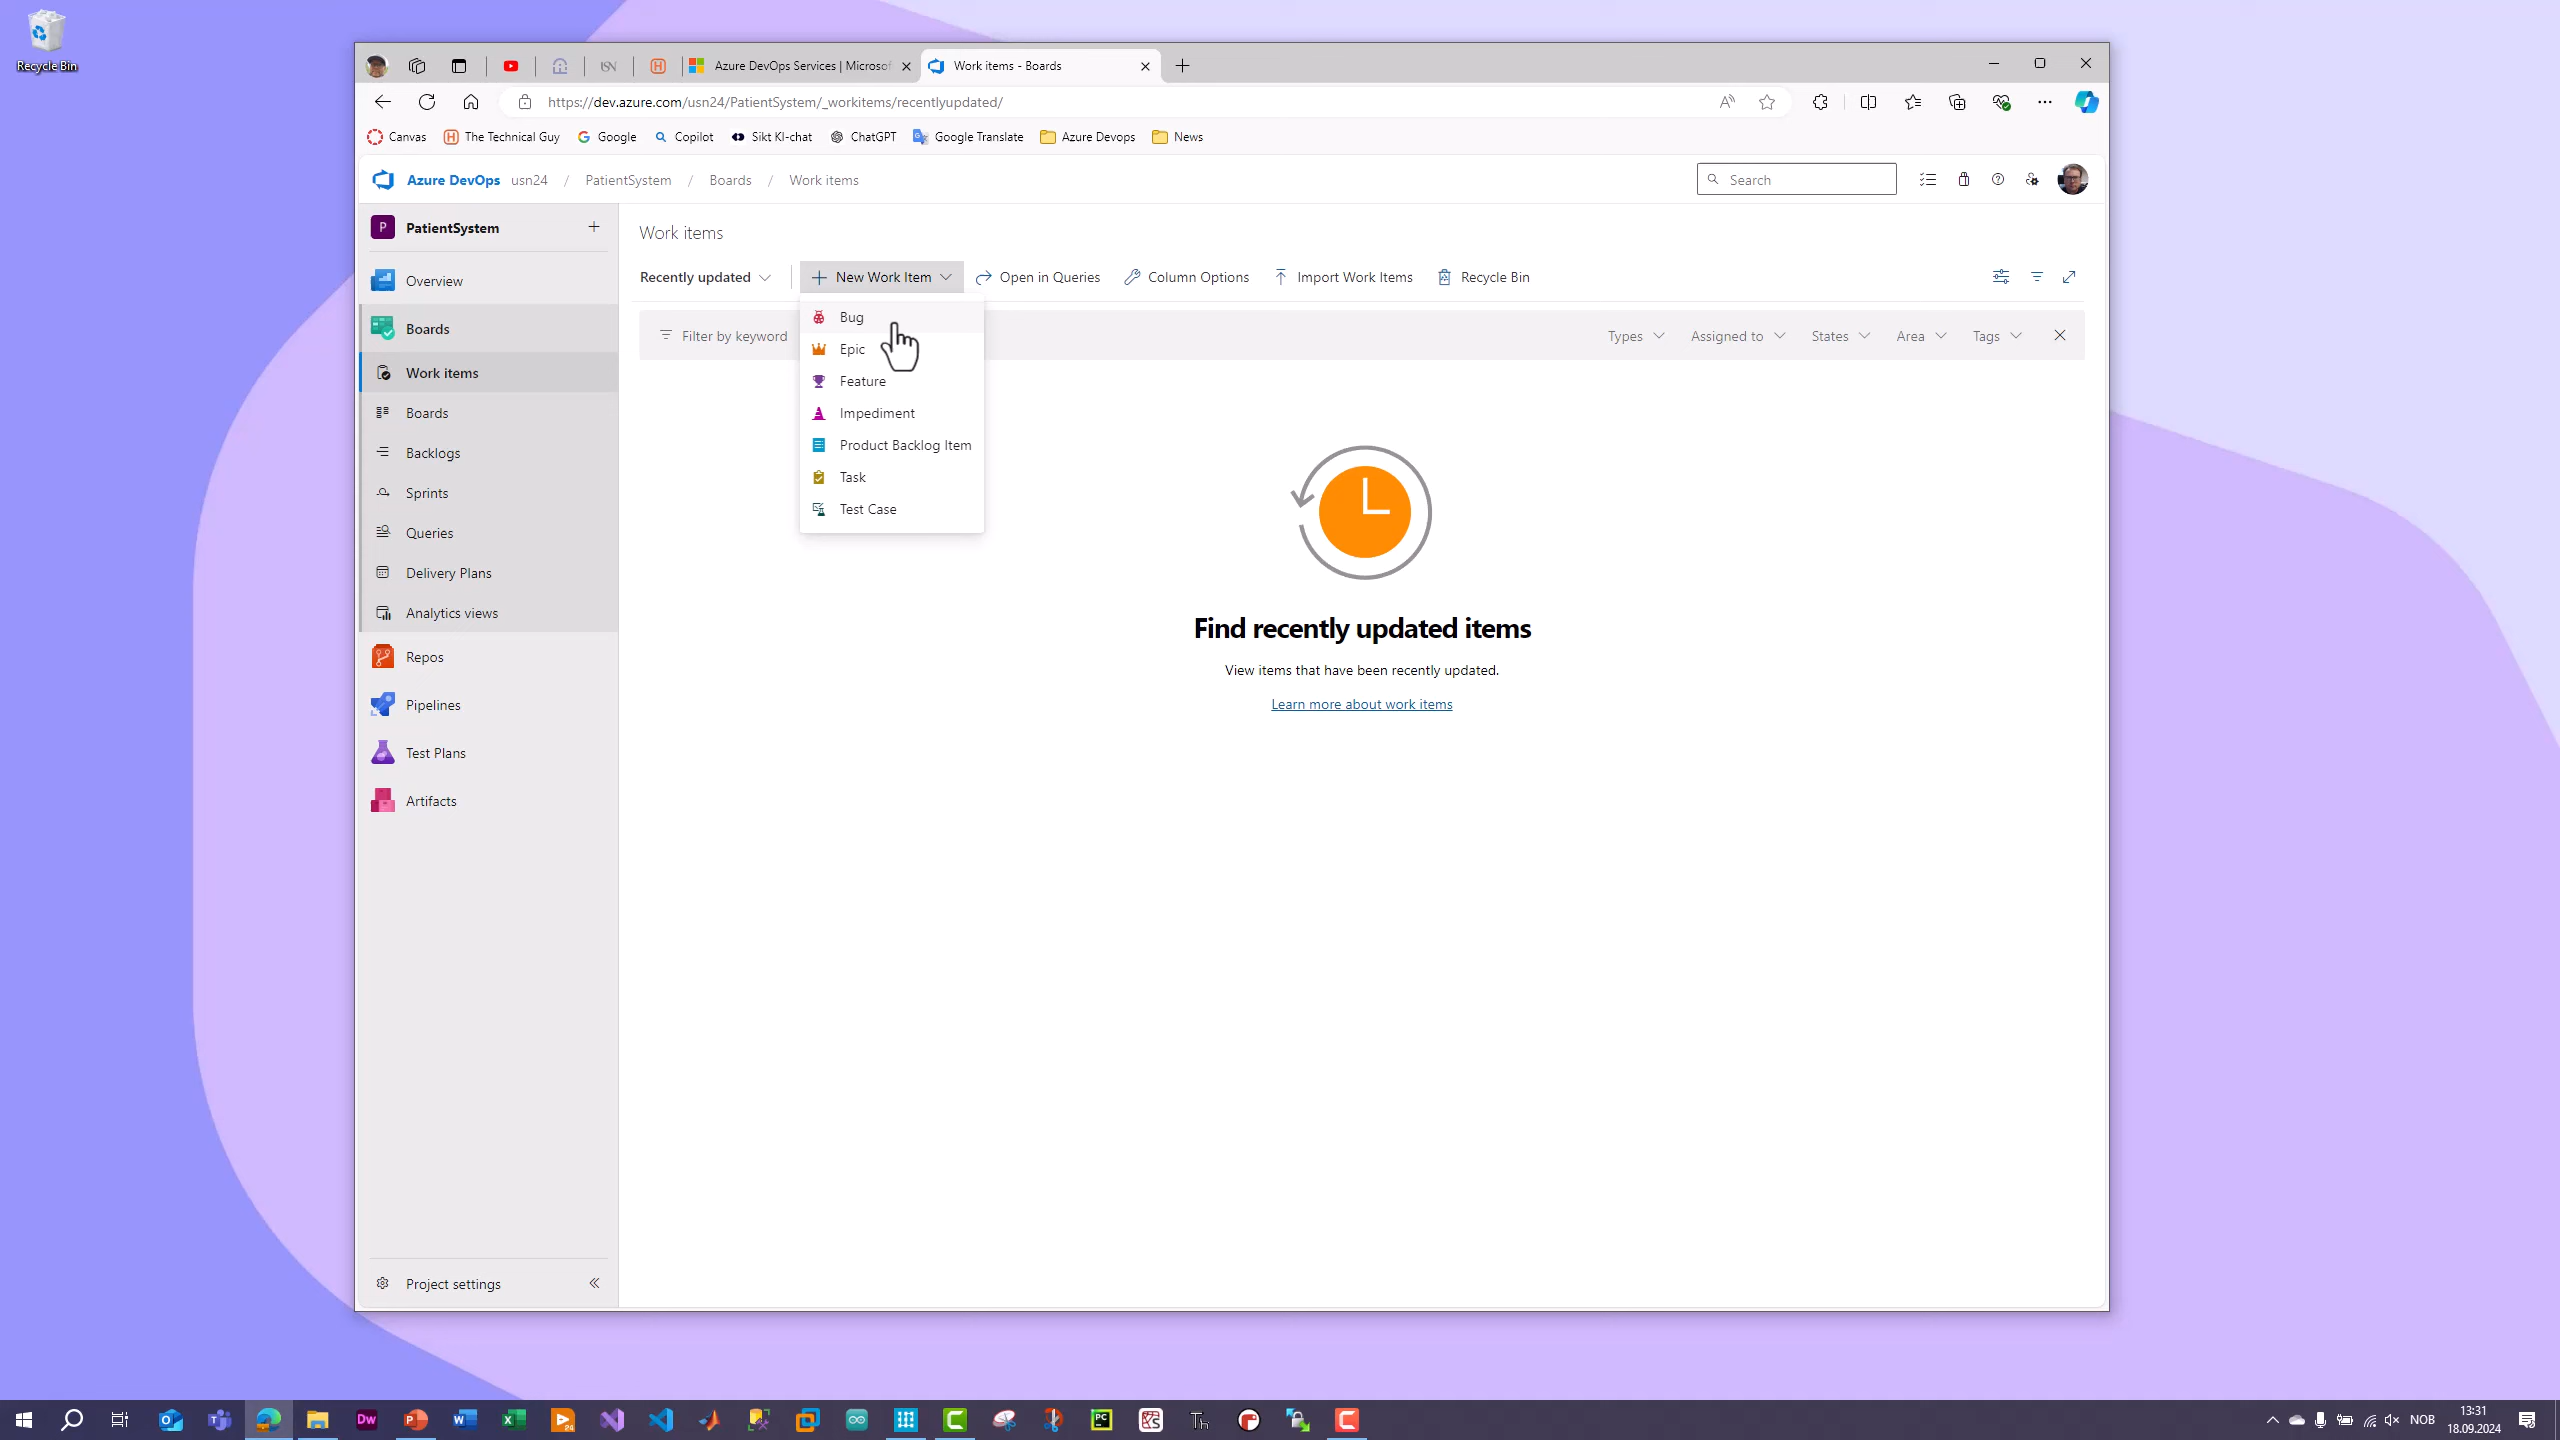 Recycle Bin
Azure DevOps Services | Microsof
Work items - Boards
https://dev.azure.com/usn24/PatientSystem/_workitems/recentlyupdated/
Canvas The Technical Guy Google Copilot Sikt KI-chat ChatGPT Google Translate Azure Devops News
Azure DevOps usn24 / PatientSystem / Boards / Work items
Search
P PatientSystem
Overview
Boards
Work items
Boards
Backlogs
Sprints
Queries
Delivery Plans
Analytics views
Repos
Pipelines
Test Plans
Artifacts
Project settings
Work items
Recently updated New Work Item Open in Queries Column Options Import Work Items Recycle Bin
Filter by keyword Types Assigned to States Area Tags
Bug
Epic
Feature
Impediment
Product Backlog Item
Task
Test Case
Find recently updated items
View items that have been recently updated.
Learn more about work items
NOB
13:31
18.09.2024